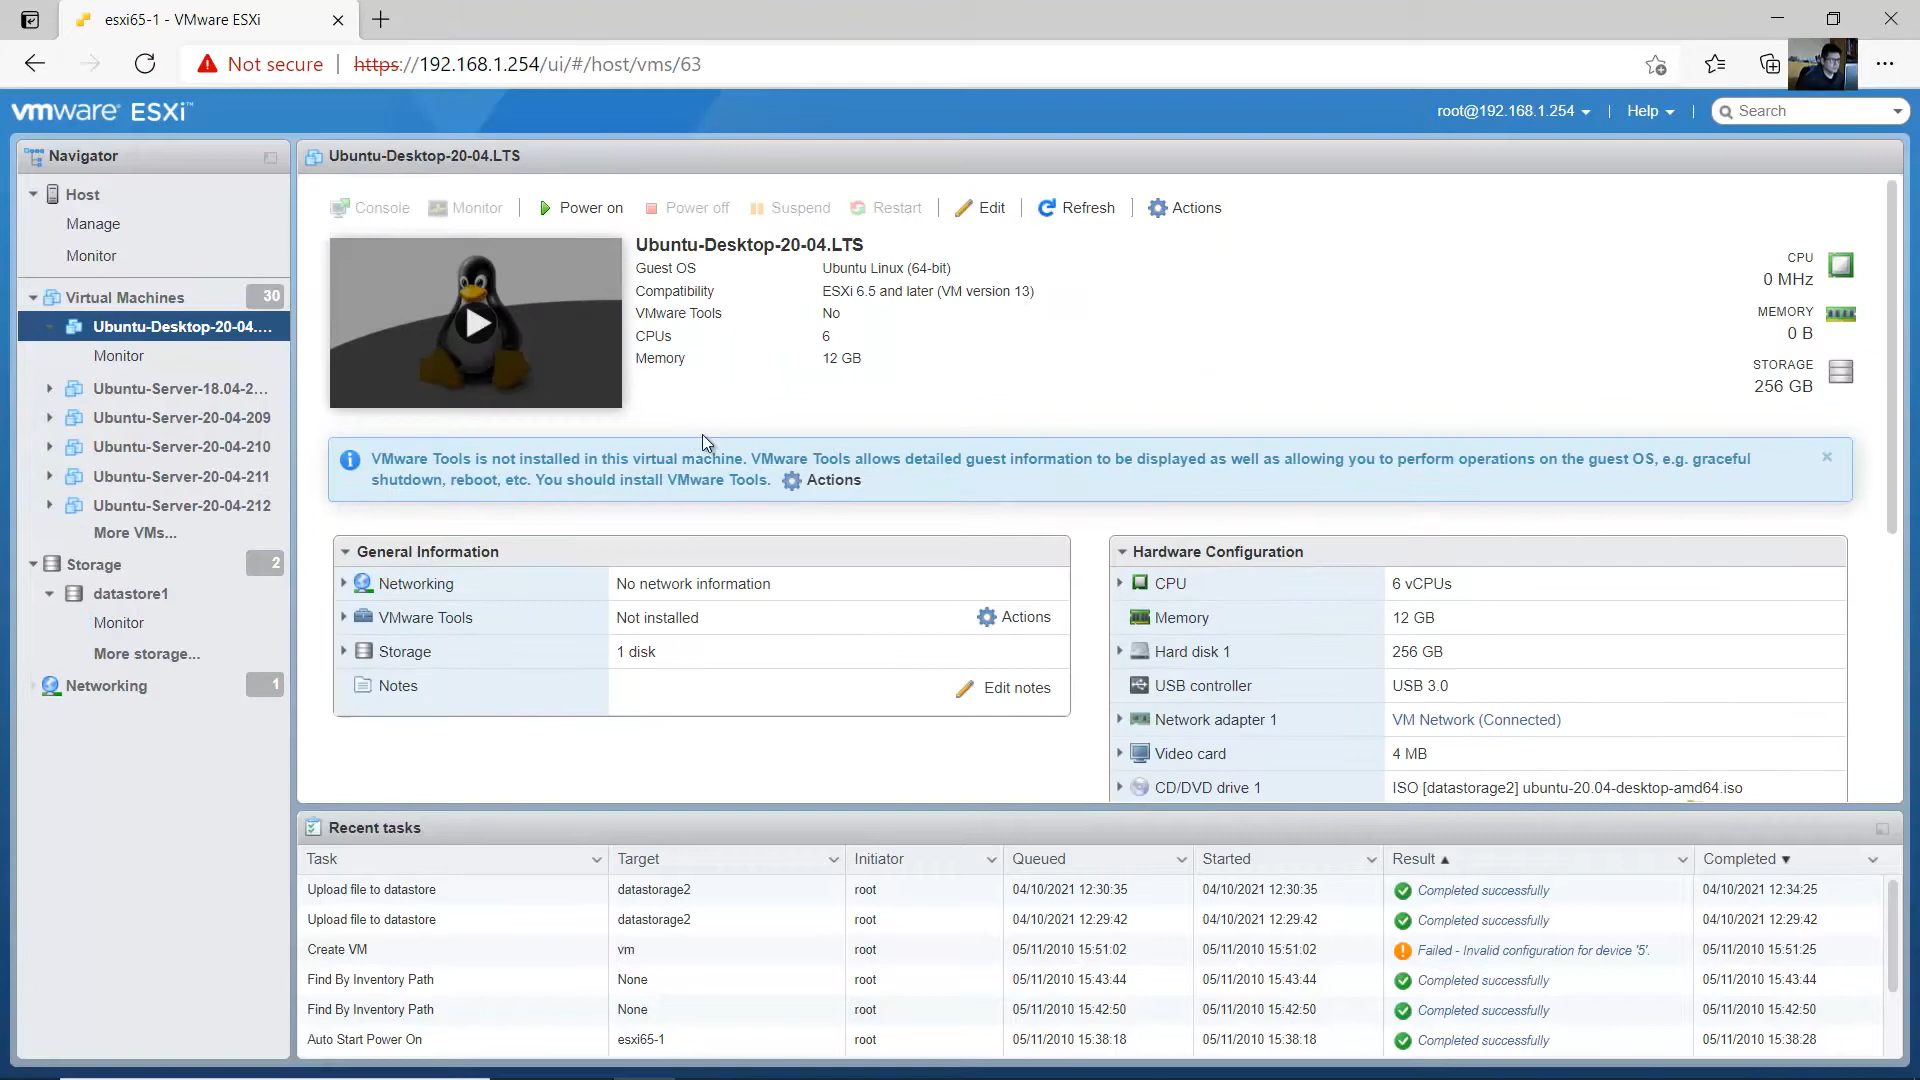 esxi65-1 - VMware ESXi
Not secure | https://192.168.1.254/ui/#/host/vms/63
vmware ESXi™
root@192.168.1.254 | Help | Search
Navigator
Host
Manage
Monitor
Virtual Machines 30
Ubuntu-Desktop-20-04....
Monitor
Ubuntu-Server-18.04-2...
Ubuntu-Server-20-04-209
Ubuntu-Server-20-04-210
Ubuntu-Server-20-04-211
Ubuntu-Server-20-04-212
More VMs...
Storage 2
datastore1
Monitor
More storage...
Networking 1
Ubuntu-Desktop-20-04.LTS
Console Monitor | Power on Power off Suspend Restart | Edit | Refresh | Actions
Ubuntu-Desktop-20-04.LTS
Guest OS Ubuntu Linux (64-bit)
Compatibility ESXi 6.5 and later (VM version 13)
VMware Tools No
CPUs 6
Memory 12 GB
CPU
0 MHz
MEMORY
0 B
STORAGE
256 GB
VMware Tools is not installed in this virtual machine. VMware Tools allows detailed guest information to be displayed as well as allowing you to perform operations on the guest OS, e.g. graceful
shutdown, reboot, etc. You should install VMware Tools. Actions
General Information
Networking No network information
VMware Tools Not installed Actions
Storage 1 disk
Notes Edit notes
Hardware Configuration
CPU 6 vCPUs
Memory 12 GB
Hard disk 1 256 GB
USB controller USB 3.0
Network adapter 1 VM Network (Connected)
Video card 4 MB
CD/DVD drive 1 ISO [datastorage2] ubuntu-20.04-desktop-amd64.iso
Recent tasks
Task Target Initiator Queued Started Result ▲ Completed ▼
Upload file to datastore datastorage2 root 04/10/2021 12:30:35 04/10/2021 12:30:35 Completed successfully 04/10/2021 12:34:25
Upload file to datastore datastorage2 root 04/10/2021 12:29:42 04/10/2021 12:29:42 Completed successfully 04/10/2021 12:29:42
Create VM vm root 05/11/2010 15:51:02 05/11/2010 15:51:02 Failed - Invalid configuration for device '5'. 05/11/2010 15:51:25
Find By Inventory Path None root 05/11/2010 15:43:44 05/11/2010 15:43:44 Completed successfully 05/11/2010 15:43:44
Find By Inventory Path None root 05/11/2010 15:42:50 05/11/2010 15:42:50 Completed successfully 05/11/2010 15:42:50
Auto Start Power On esxi65-1 root 05/11/2010 15:38:18 05/11/2010 15:38:18 Completed successfully 05/11/2010 15:38:28